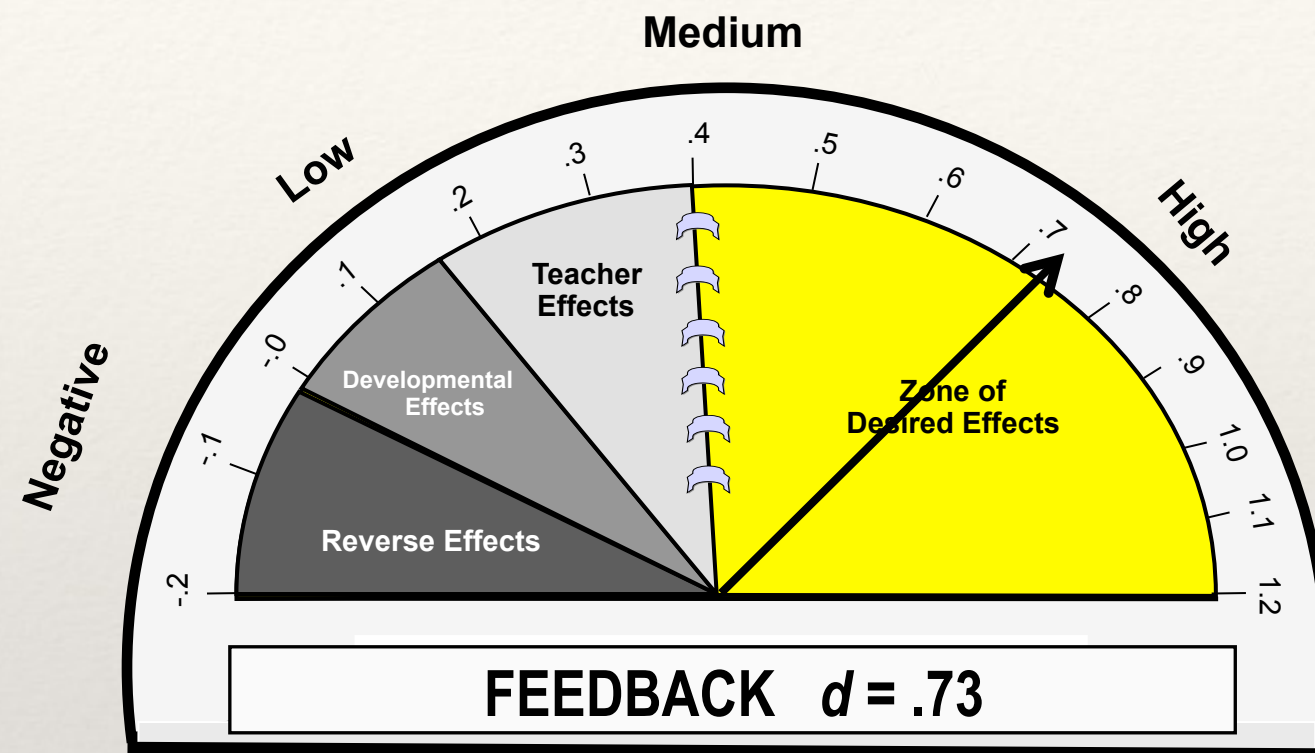 Medium
Low
High
Negative
-.2
-.1
-.0
.1
.2
.3
.4
.5
.6
.7
.8
.9
1.0
1.1
1.2
Teacher
Effects
Developmental
Effects
Reverse Effects
Zone of
Desired Effects
FEEDBACK d = .73